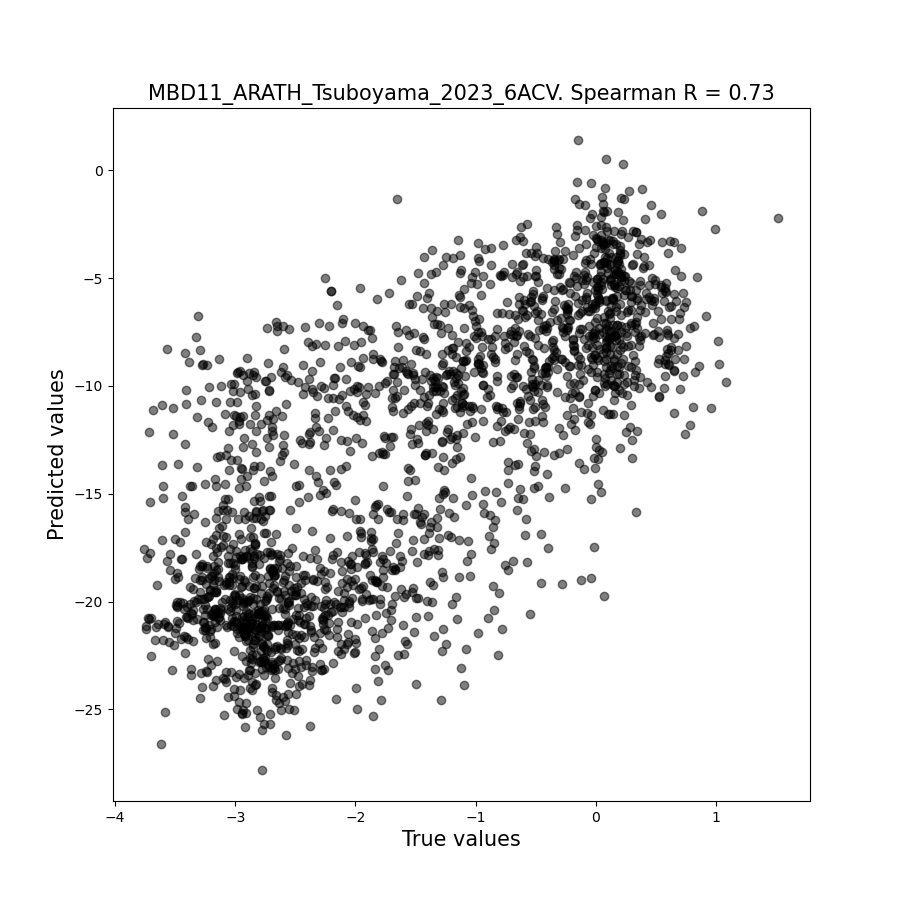 MBD11_ARATH_Tsuboyama_2023_6ACV. Spearman R = 0.73
Predicted values
0
−5
−10
−15
−20
−25
−4 −3 −2 −1 0 1
True values